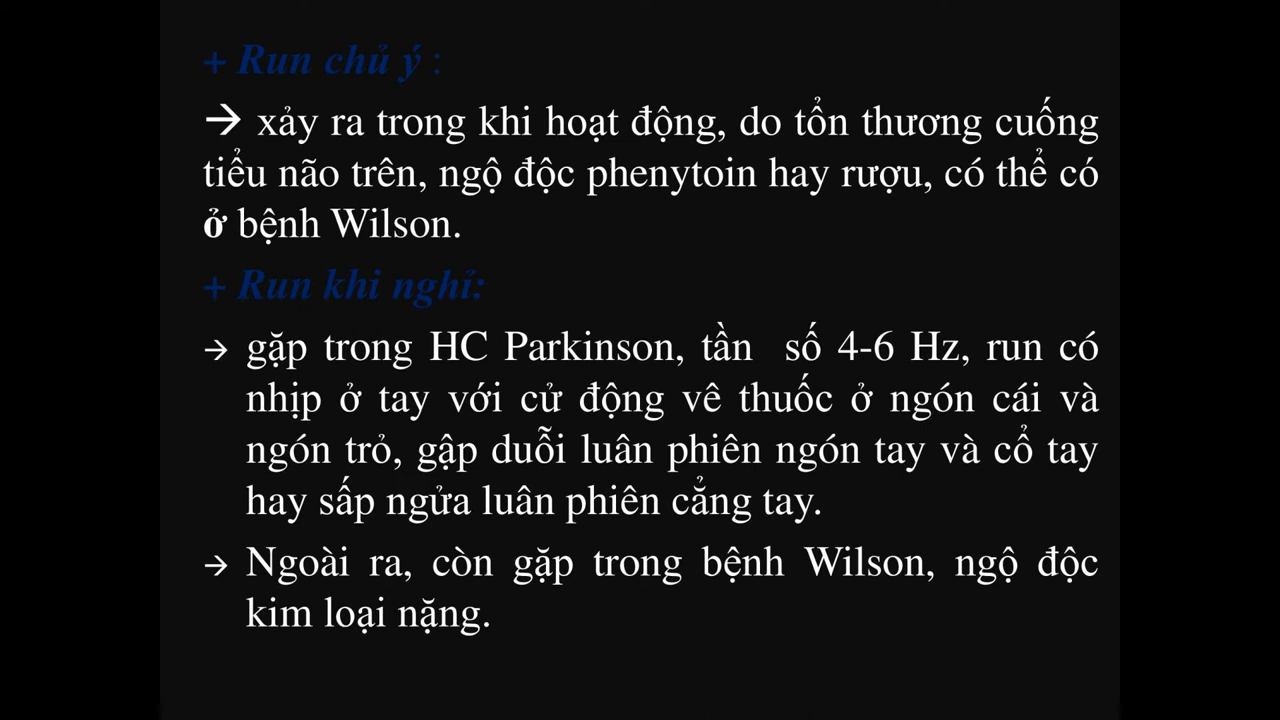 + Run chủ ý :
→ xảy ra trong khi hoạt động, do tổn thương cuống
tiểu não trên, ngộ độc phenytoin hay rượu, có thể có
ở bệnh Wilson.
+ Run khi nghỉ:
→ gặp trong HC Parkinson, tần số 4-6 Hz, run có
nhịp ở tay với cử động vê thuốc ở ngón cái và
ngón trỏ, gập duỗi luân phiên ngón tay và cổ tay
hay sấp ngửa luân phiên cẳng tay.
→ Ngoài ra, còn gặp trong bệnh Wilson, ngộ độc
kim loại nặng.